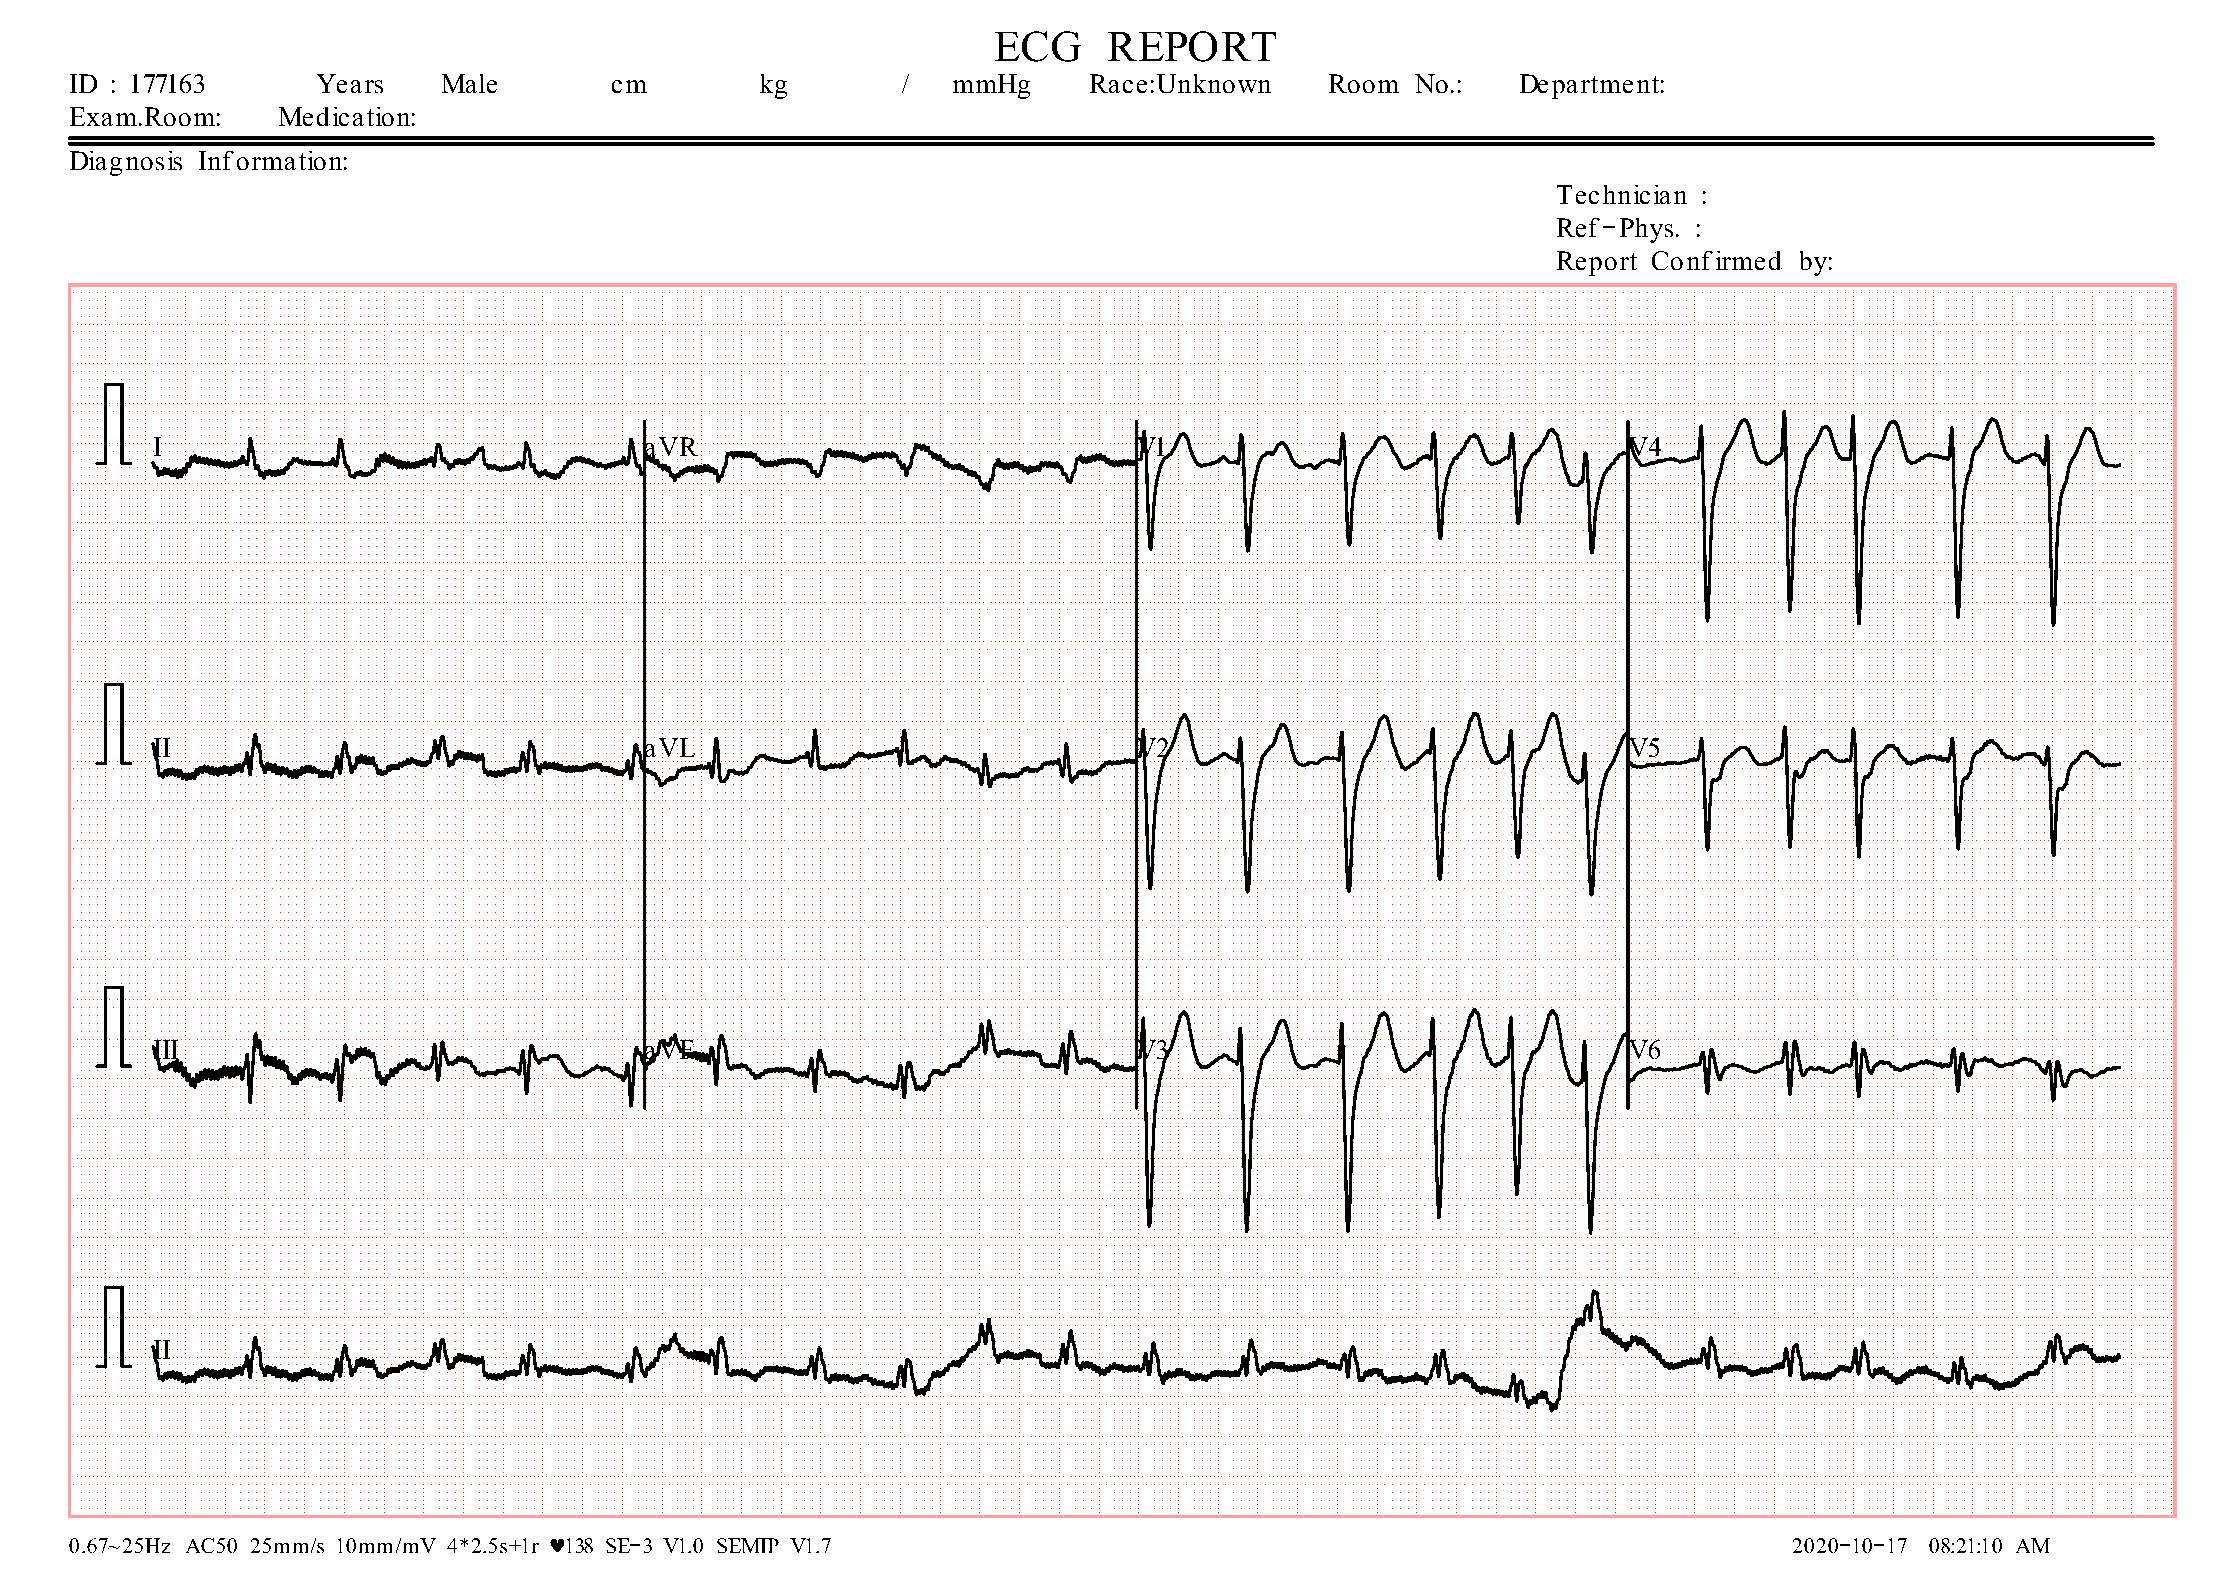 ECG REPORT
ID : 177163 Years Male cm kg / mmHg Race:Unknown Room No.: Department:
Exam.Room: Medication:
Diagnosis Information:
Technician :
Ref-Phys. :
Report Confirmed by:
I aVR V1 V4
II aVL V2 V5
III aVF V3 V6
II
0.67~25Hz AC50 25mm/s 10mm/mV 4*2.5s+1r ♥138 SE-3 V1.0 SEMIP V1.7 2020-10-17 08:21:10 AM